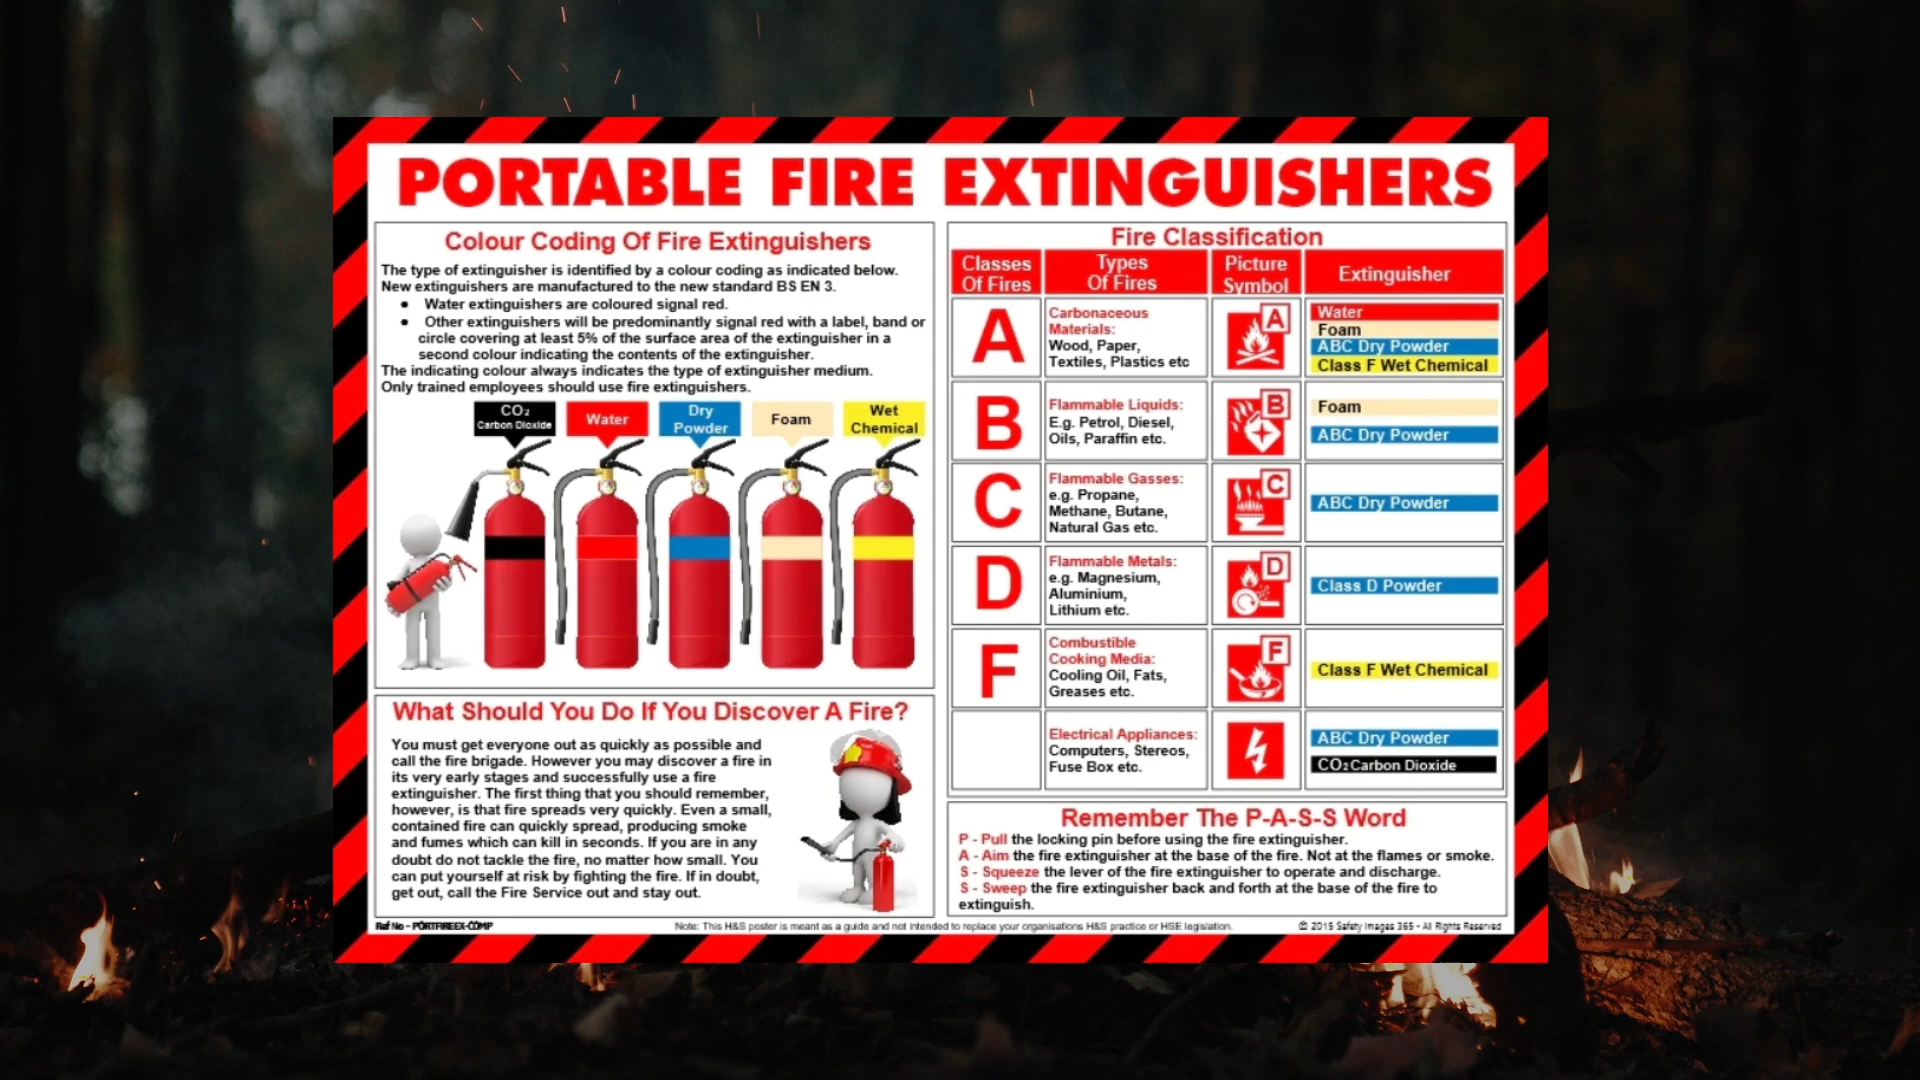 PORTABLE FIRE EXTINGUISHERS
Colour Coding Of Fire Extinguishers
The type of extinguisher is identified by a colour coding as indicated below.
New extinguishers are manufactured to the new standard BS EN 3.
• Water extinguishers are coloured signal red.
• Other extinguishers will be predominantly signal red with a label, band or
circle covering at least 5% of the surface area of the extinguisher in a
second colour indicating the contents of the extinguisher.
The indicating colour always indicates the type of extinguisher medium.
Only trained employees should use fire extinguishers.
CO₂
Carbon Dioxide
Water
Dry
Powder
Foam
Wet
Chemical
What Should You Do If You Discover A Fire?
You must get everyone out as quickly as possible and
call the fire brigade. However you may discover a fire in
its very early stages and successfully use a fire
extinguisher. The first thing that you should remember,
however, is that fire spreads very quickly. Even a small,
contained fire can quickly spread, producing smoke
and fumes which can kill in seconds. If you are in any
doubt do not tackle the fire, no matter how small. You
can put yourself at risk by fighting the fire. If in doubt,
get out, call the Fire Service out and stay out.
Fire Classification
Classes
Of Fires
Types
Of Fires
Picture
Symbol
Extinguisher
A
Carbonaceous
Materials:
Wood, Paper,
Textiles, Plastics etc
A
Water
Foam
ABC Dry Powder
Class F Wet Chemical
B
Flammable Liquids:
E.g. Petrol, Diesel,
Oils, Paraffin etc.
B
Foam
ABC Dry Powder
C
Flammable Gasses:
e.g. Propane,
Methane, Butane,
Natural Gas etc.
C
ABC Dry Powder
D
Flammable Metals:
e.g. Magnesium,
Aluminium,
Lithium etc.
D
Class D Powder
F
Combustible
Cooking Media:
Cooling Oil, Fats,
Greases etc.
F
Class F Wet Chemical
Electrical Appliances:
Computers, Stereos,
Fuse Box etc.
ABC Dry Powder
CO₂ Carbon Dioxide
Remember The P-A-S-S Word
P - Pull the locking pin before using the fire extinguisher.
A - Aim the fire extinguisher at the base of the fire. Not at the flames or smoke.
S - Squeeze the lever of the fire extinguisher to operate and discharge.
S - Sweep the fire extinguisher back and forth at the base of the fire to
extinguish.
Ref No - PORTFIREEX-COMP
Note: This H&S poster is meant as a guide and not intended to replace your organisations H&S practice or HSE legislation.
© 2015 Safety Images 365 - All Rights Reserved